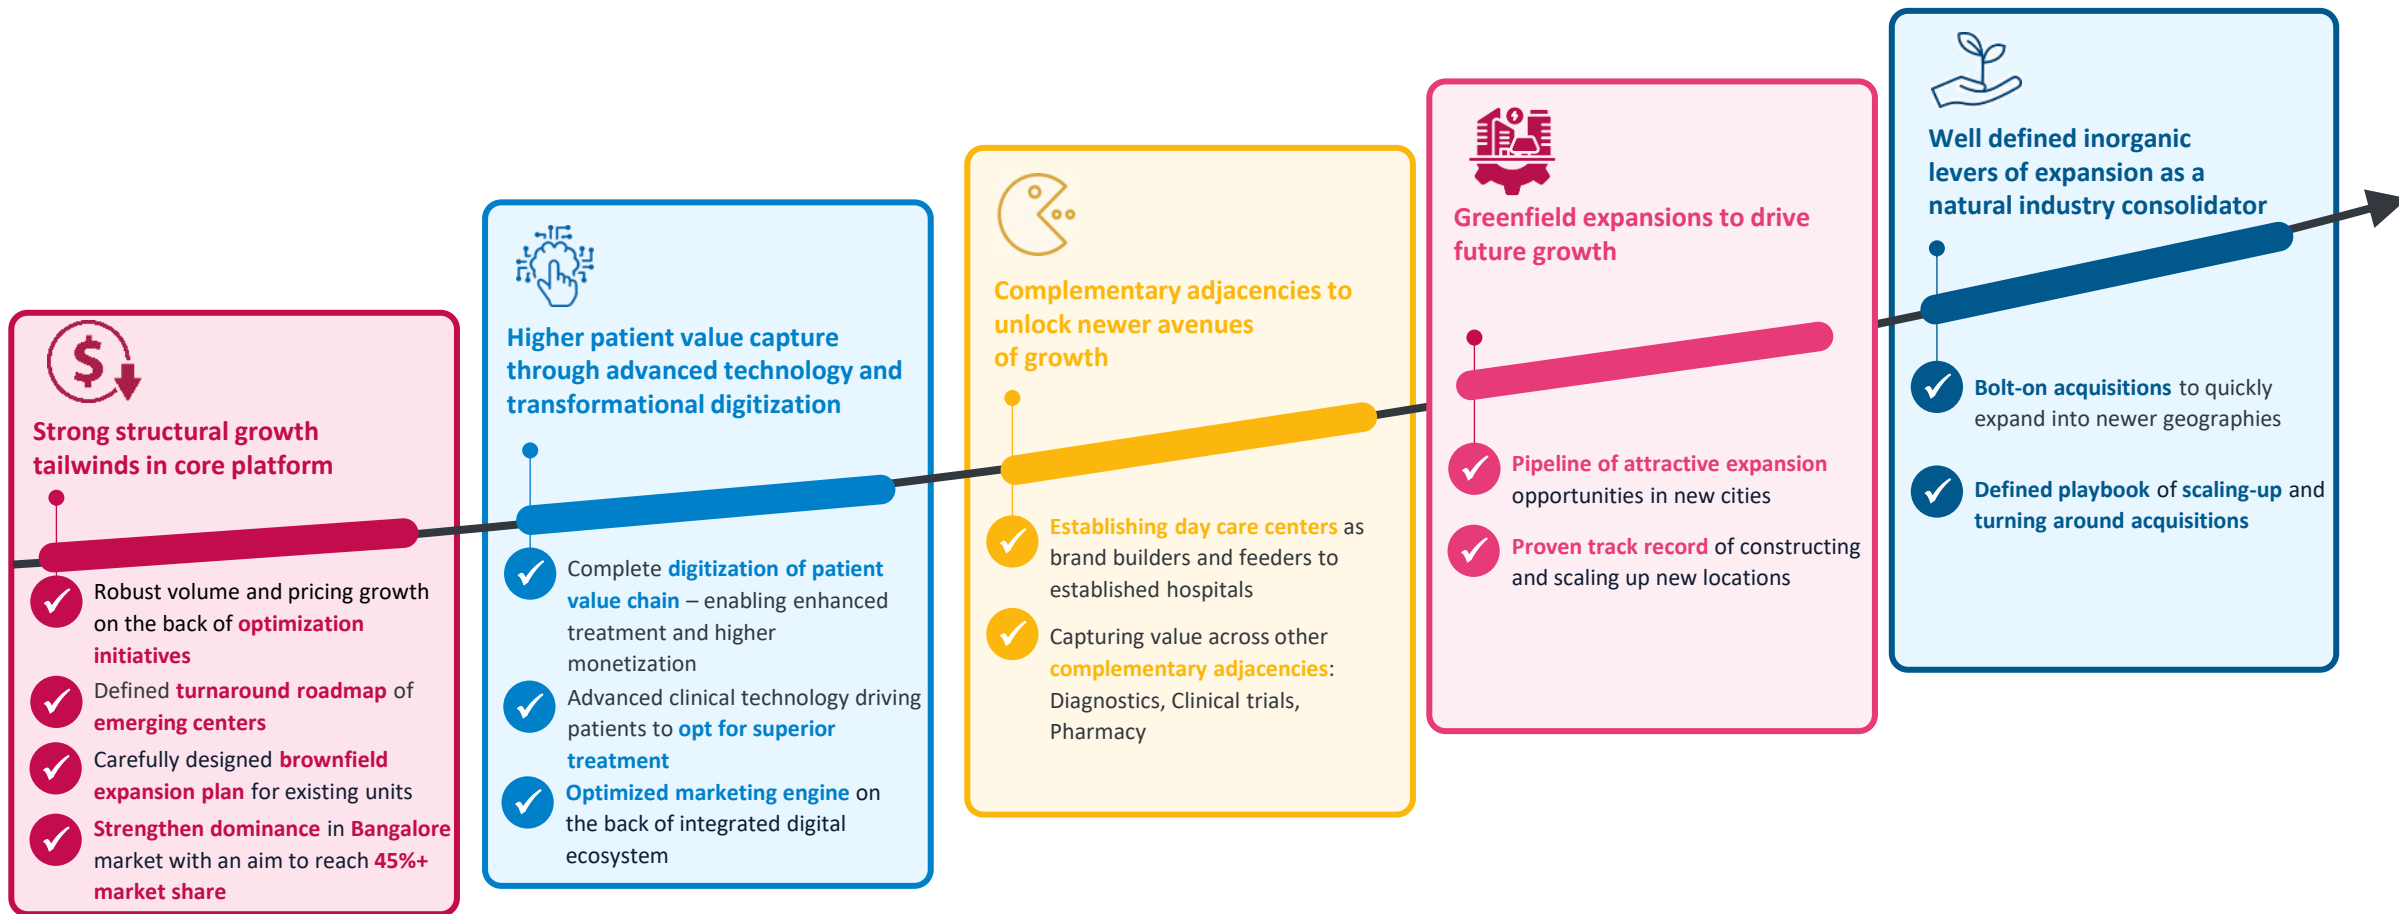 Strong structural growth
tailwinds in core platform
Robust volume and pricing growth
on the back of optimization
initiatives
Defined turnaround roadmap of
emerging centers
Carefully designed brownfield
expansion plan for existing units
Strengthen dominance in Bangalore
market with an aim to reach 45%+
market share
Higher patient value capture
through advanced technology and
transformational digitization
Complete digitization of patient
value chain – enabling enhanced
treatment and higher
monetization
Advanced clinical technology driving
patients to opt for superior
treatment
Optimized marketing engine on
the back of integrated digital
ecosystem
Complementary adjacencies to
unlock newer avenues
of growth
Establishing day care centers as
brand builders and feeders to
established hospitals
Capturing value across other
complementary adjacencies:
Diagnostics, Clinical trials,
Pharmacy
Greenfield expansions to drive
future growth
Pipeline of attractive expansion
opportunities in new cities
Proven track record of constructing
and scaling up new locations
Well defined inorganic
levers of expansion as a
natural industry consolidator
Bolt-on acquisitions to quickly
expand into newer geographies
Defined playbook of scaling-up and
turning around acquisitions